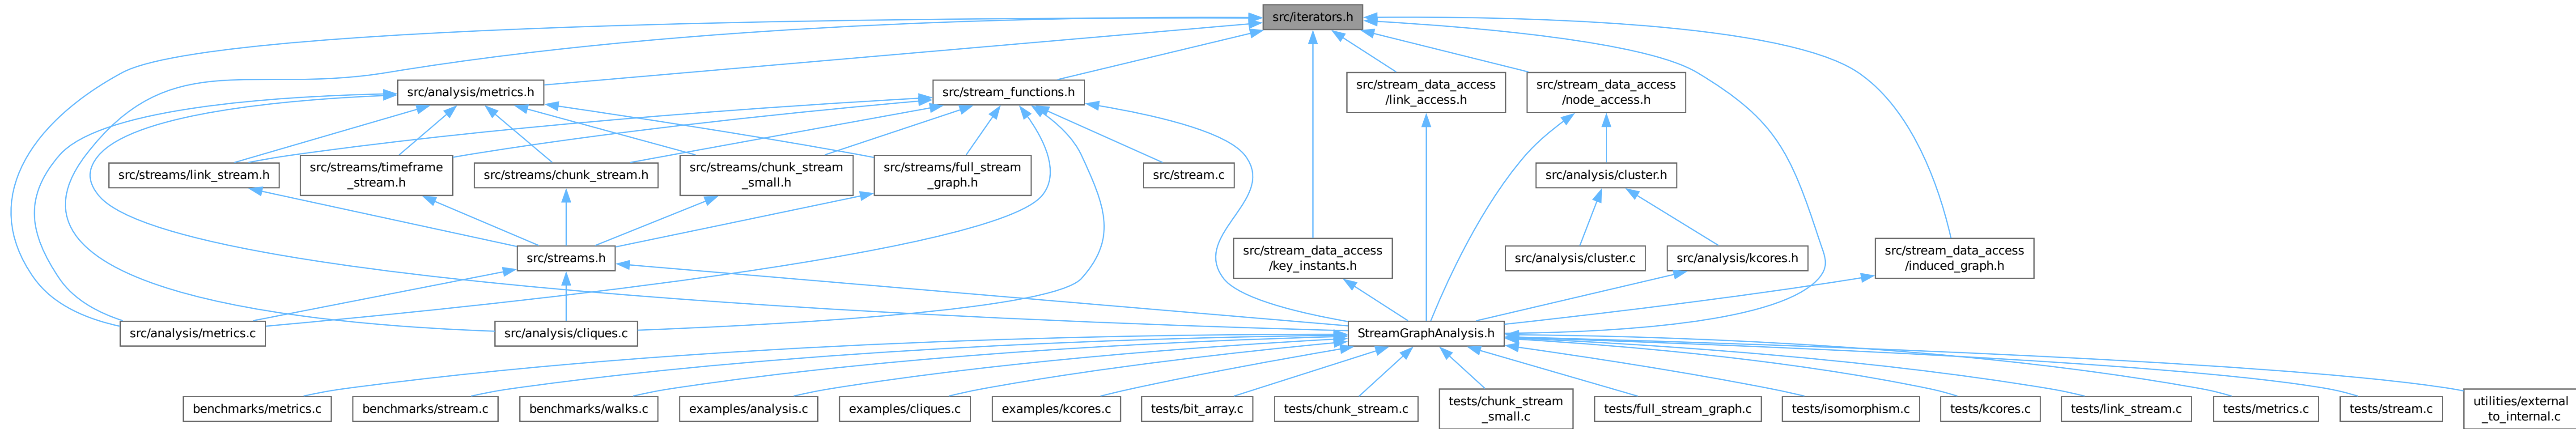 src/iterators.h
src/analysis/metrics.h
src/stream_functions.h
src/stream_data_access
/link_access.h
src/stream_data_access
/node_access.h
src/streams/link_stream.h
src/streams/timeframe
_stream.h
src/streams/chunk_stream.h
src/streams/chunk_stream
_small.h
src/streams/full_stream
_graph.h
src/stream.c
src/analysis/cluster.h
src/streams.h
src/stream_data_access
/key_instants.h
src/analysis/cluster.c
src/analysis/kcores.h
src/stream_data_access
/induced_graph.h
src/analysis/metrics.c
src/analysis/cliques.c
StreamGraphAnalysis.h
benchmarks/metrics.c
benchmarks/stream.c
benchmarks/walks.c
examples/analysis.c
examples/cliques.c
examples/kcores.c
tests/bit_array.c
tests/chunk_stream.c
tests/chunk_stream
_small.c
tests/full_stream_graph.c
tests/isomorphism.c
tests/kcores.c
tests/link_stream.c
tests/metrics.c
tests/stream.c
utilities/external
_to_internal.c